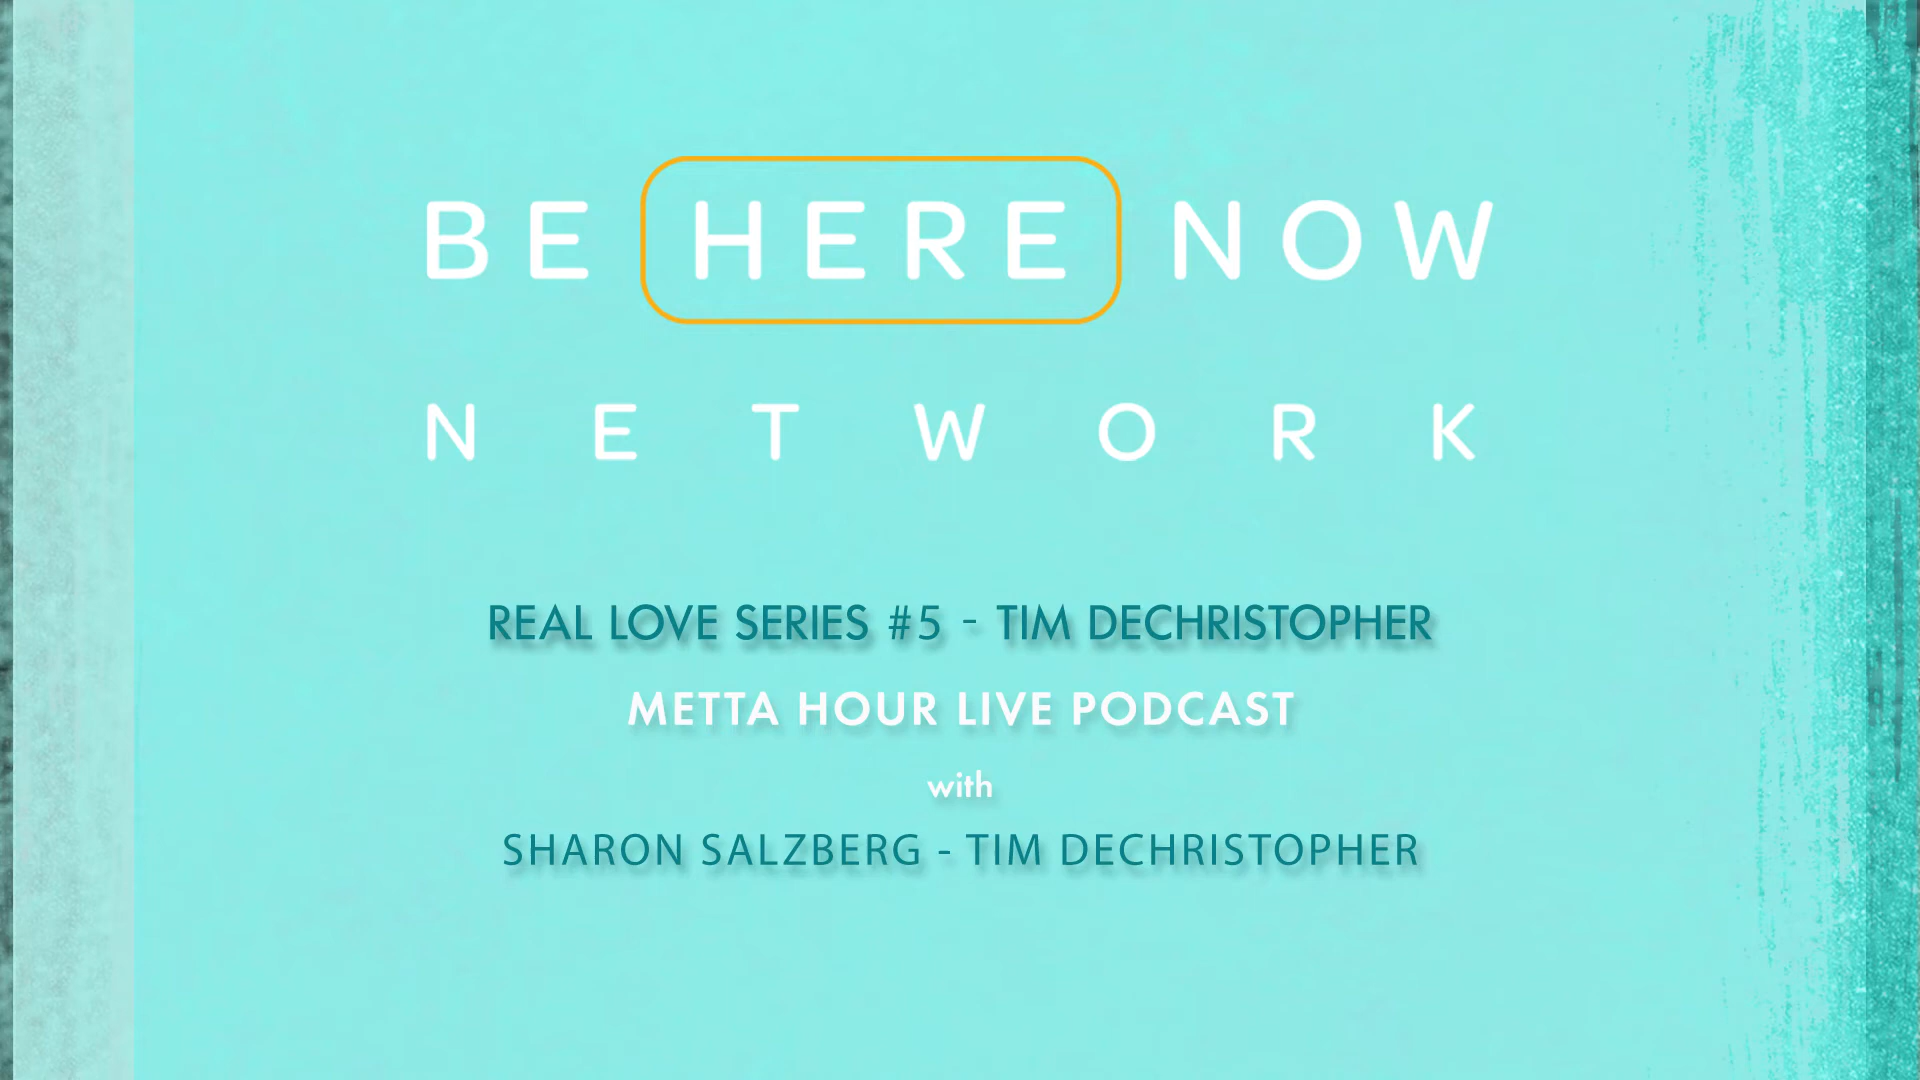 BE HERE NOW
NETWORK
REAL LOVE SERIES #5 - TIM DECHRISTOPHER
METTA HOUR LIVE PODCAST
with
SHARON SALZBERG - TIM DECHRISTOPHER